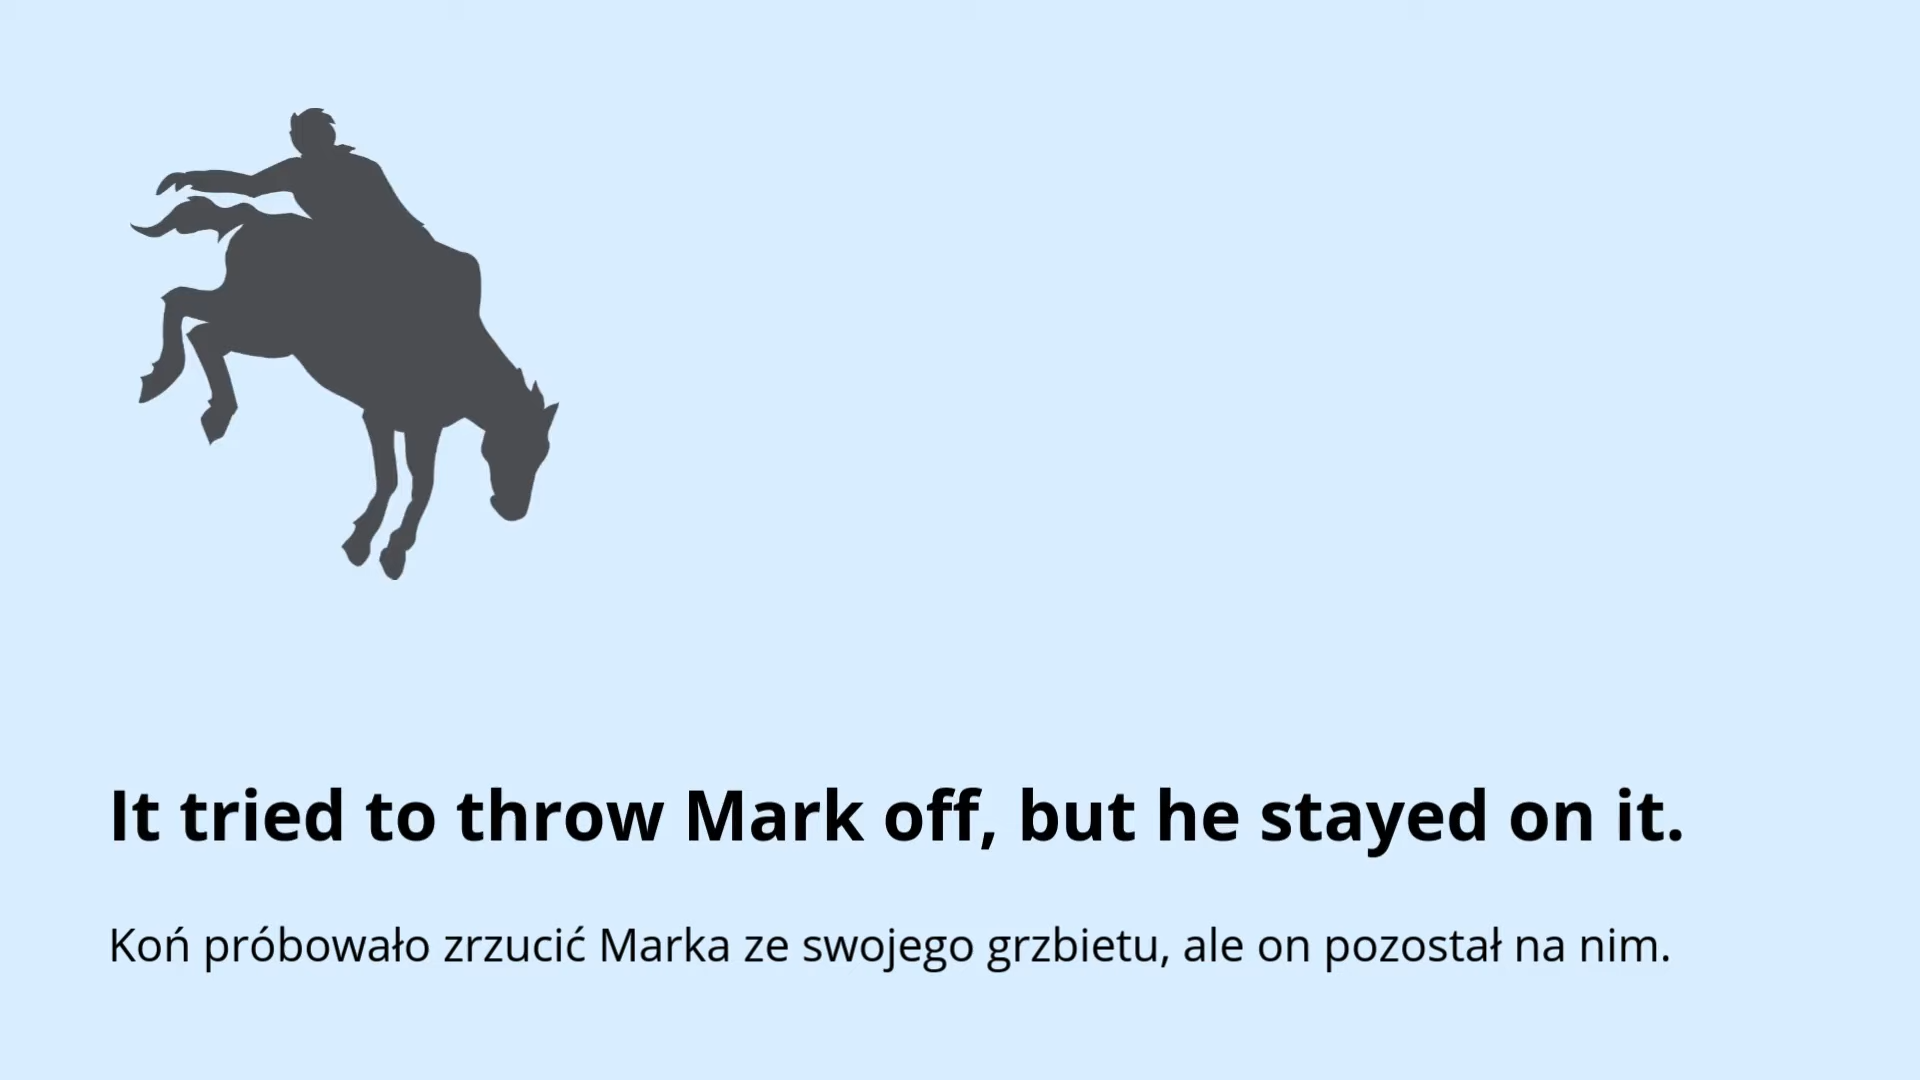 It tried to throw Mark off, but he stayed on it.
Koń próbowało zrzucić Marka ze swojego grzbietu, ale on pozostał na nim.